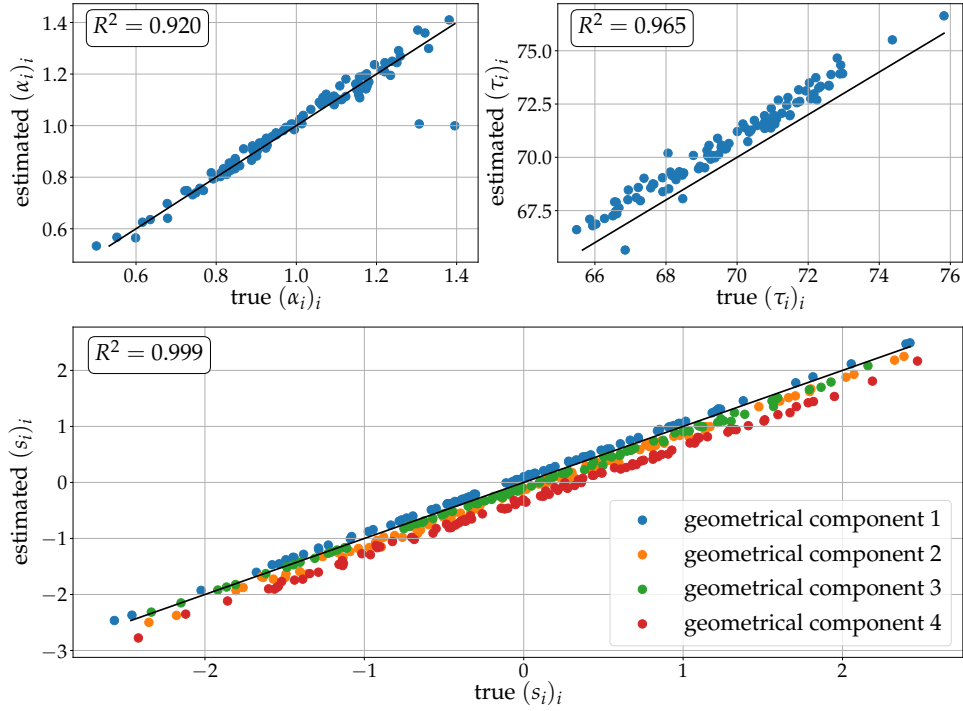 R² = 0.920
estimated (αᵢ)ᵢ
1.4
1.2
1.0
0.8
0.6
0.6 0.8 1.0 1.2 1.4
true (αᵢ)ᵢ
R² = 0.965
estimated (τᵢ)ᵢ
75.0
72.5
70.0
67.5
66 68 70 72 74 76
true (τᵢ)ᵢ
R² = 0.999
estimated (sᵢ)ᵢ
2
1
0
−1
−2
−3
−2 −1 0 1 2
true (sᵢ)ᵢ
geometrical component 1
geometrical component 2
geometrical component 3
geometrical component 4